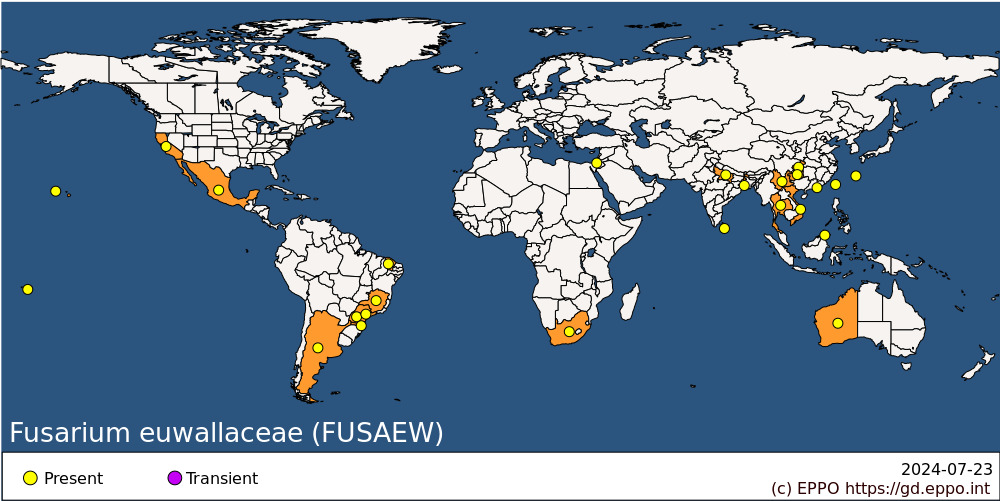 Fusarium euwallaceae (FUSAEW)
Present
Transient
2024-07-23
(c) EPPO https://gd.eppo.int